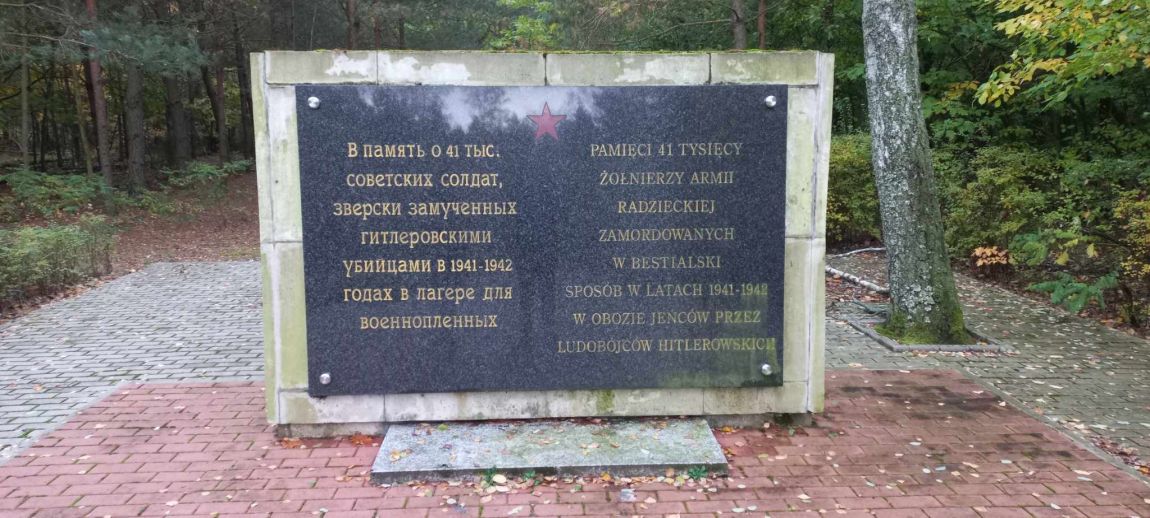 В память о 41 тыс.
советских солдат,
зверски замученных
гитлеровскими
убийцами в 1941-1942
годах в лагере для
военнопленных
PAMIĘCI 41 TYSIĘCY
ŻOŁNIERZY ARMII
RADZIECKIEJ
ZAMORDOWANYCH
W BESTIALSKI
SPOSÓB W LATACH 1941-1942
W OBOZIE JEŃCÓW PRZEZ
LUDOBÓJCÓW HITLEROWSKICH